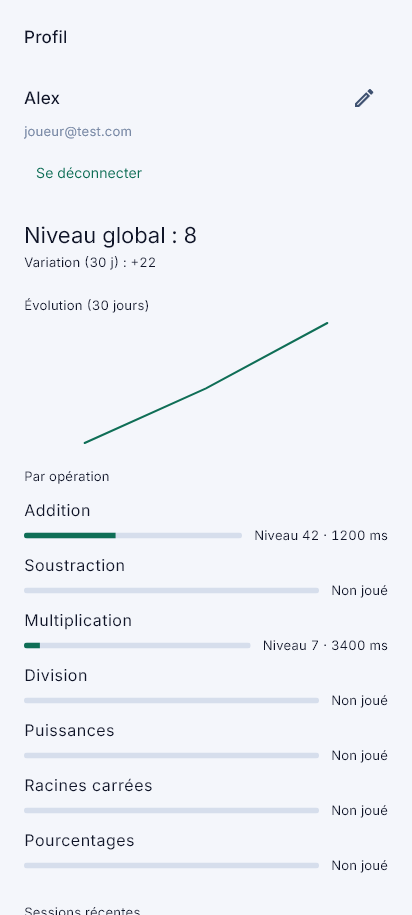 Profil
Alex
joueur@test.com
Se déconnecter
Niveau global : 8
Variation (30 j) : +22
Évolution (30 jours)
Par opération
Addition
Niveau 42 · 1200 ms
Soustraction
Non joué
Multiplication
Niveau 7 · 3400 ms
Division
Non joué
Puissances
Non joué
Racines carrées
Non joué
Pourcentages
Non joué
Sessions récentes